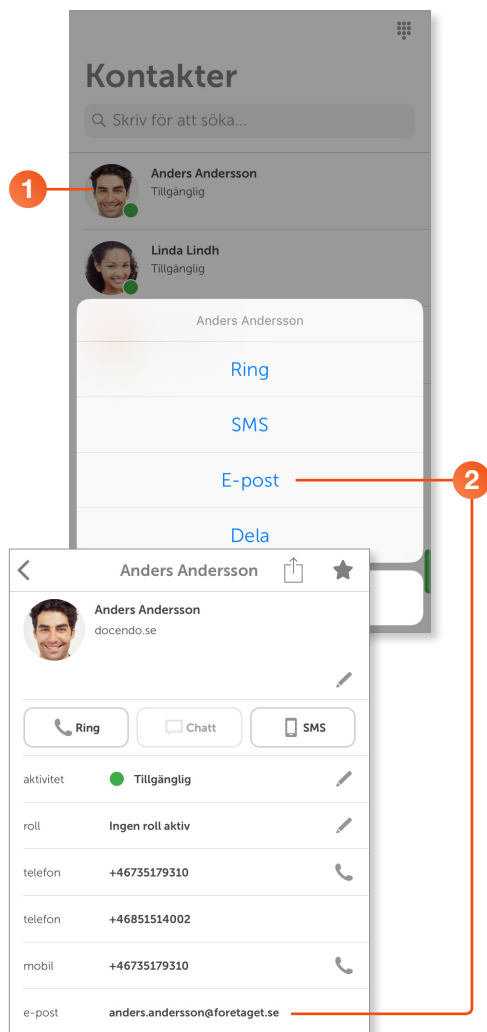 Kontakter
Skriv för att söka...
1
Anders Andersson
Tillgänglig
Linda Lindh
Tillgänglig
Anders Andersson
Ring
SMS
E-post
2
Dela
Anders Andersson
Anders Andersson
docendo.se
Ring Chatt SMS
aktivitet Tillgänglig
roll Ingen roll aktiv
telefon +46735179310
telefon +46851514002
mobil +46735179310
e-post anders.andersson@foretaget.se